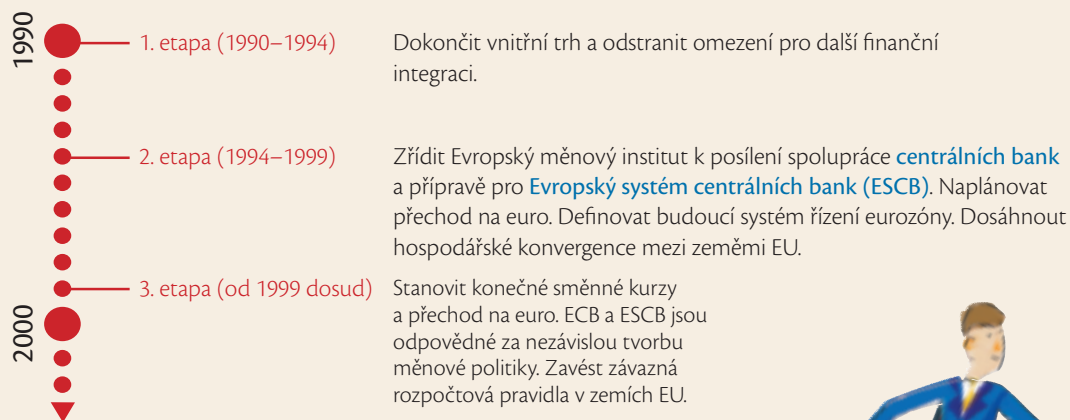 1990
1. etapa (1990–1994)
Dokončit vnitřní trh a odstranit omezení pro další finanční
integraci.
2. etapa (1994–1999)
Zřídit Evropský měnový institut k posílení spolupráce centrálních bank
a přípravě pro Evropský systém centrálních bank (ESCB). Naplánovat
přechod na euro. Definovat budoucí systém řízení eurozóny. Dosáhnout
hospodářské konvergence mezi zeměmi EU.
3. etapa (od 1999 dosud)
Stanovit konečné směnné kurzy
a přechod na euro. ECB a ESCB jsou
odpovědné za nezávislou tvorbu
měnové politiky. Zavést závazná
rozpočtová pravidla v zemích EU.
2000